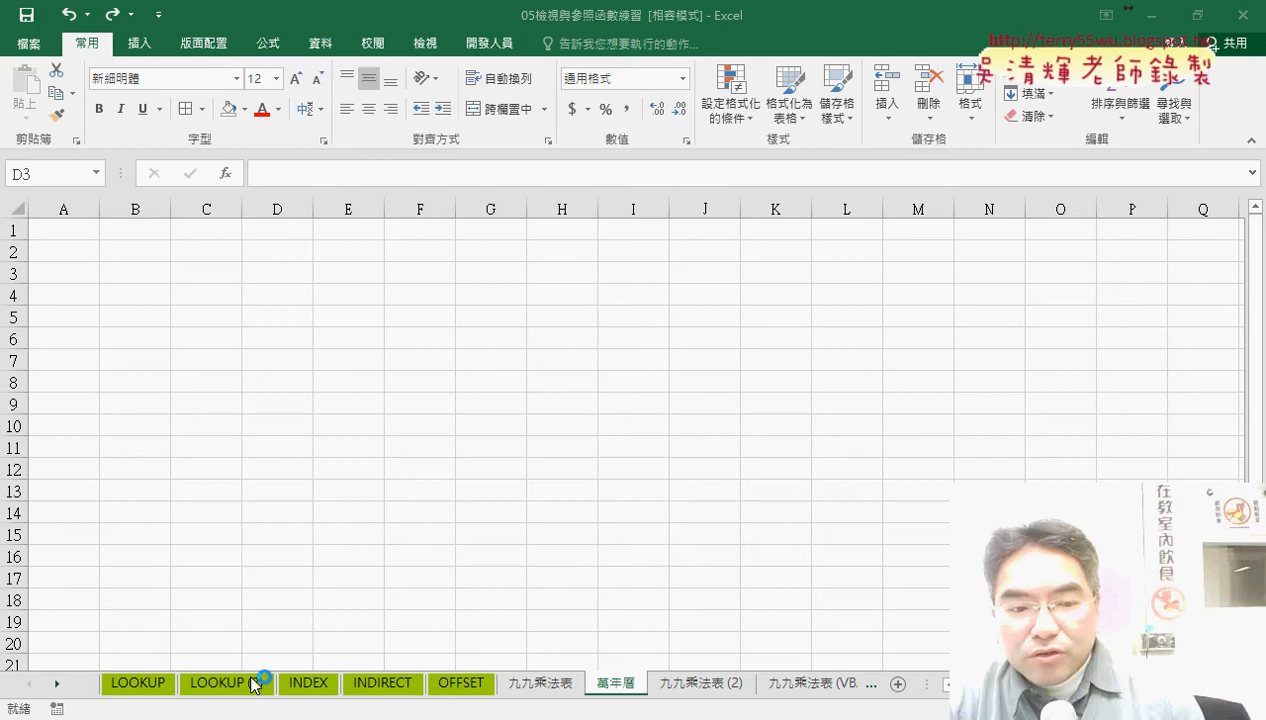 05檢視與參照函數練習 [相容模式] - Excel
http://terry55wu.blogspot.tw
吳清輝老師錄製
檔案 常用 插入 版面配置 公式 資料 校閱 檢視 開發人員 告訴我您想要執行的動作... 共用
貼上 新細明體 12 自動換列 通用格式 設定格式化的條件 格式化為表格 儲存格樣式 插入 刪除 格式 填滿 清除 排序與篩選 尋找與選取
B I U 跨欄置中 $ % ,
剪貼簿 字型 對齊方式 數值 樣式 儲存格 編輯
D3 fx
A B C D E F G H I J K L M N O P Q
1
2
3
4
5
6
7
8
9
10
11
12
13
14
15
16
17
18
19
20
21
在教室內飲食
LOOKUP LOOKUP ( INDEX INDIRECT OFFSET 九九乘法表 萬年曆 九九乘法表 (2) 九九乘法表 (VB. ...
就緒